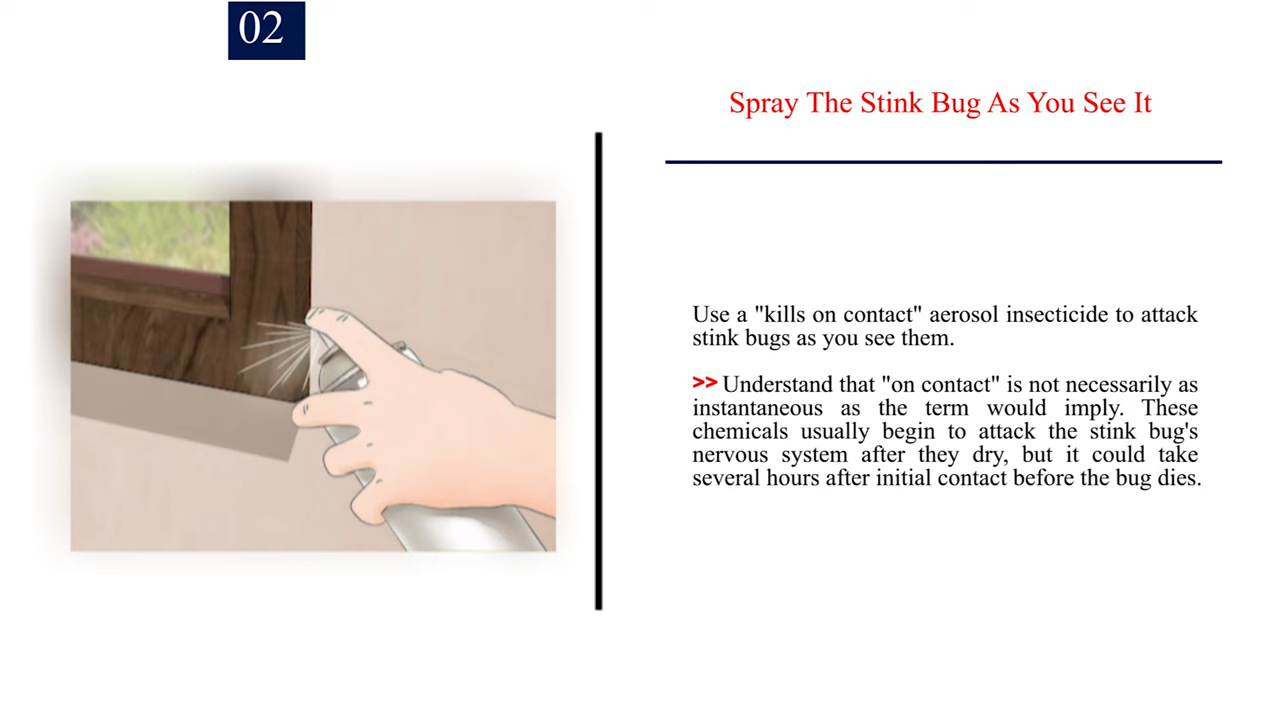 02
Spray The Stink Bug As You See It
Use a "kills on contact" aerosol insecticide to attack
stink bugs as you see them.
>> Understand that "on contact" is not necessarily as
instantaneous as the term would imply. These
chemicals usually begin to attack the stink bug's
nervous system after they dry, but it could take
several hours after initial contact before the bug dies.